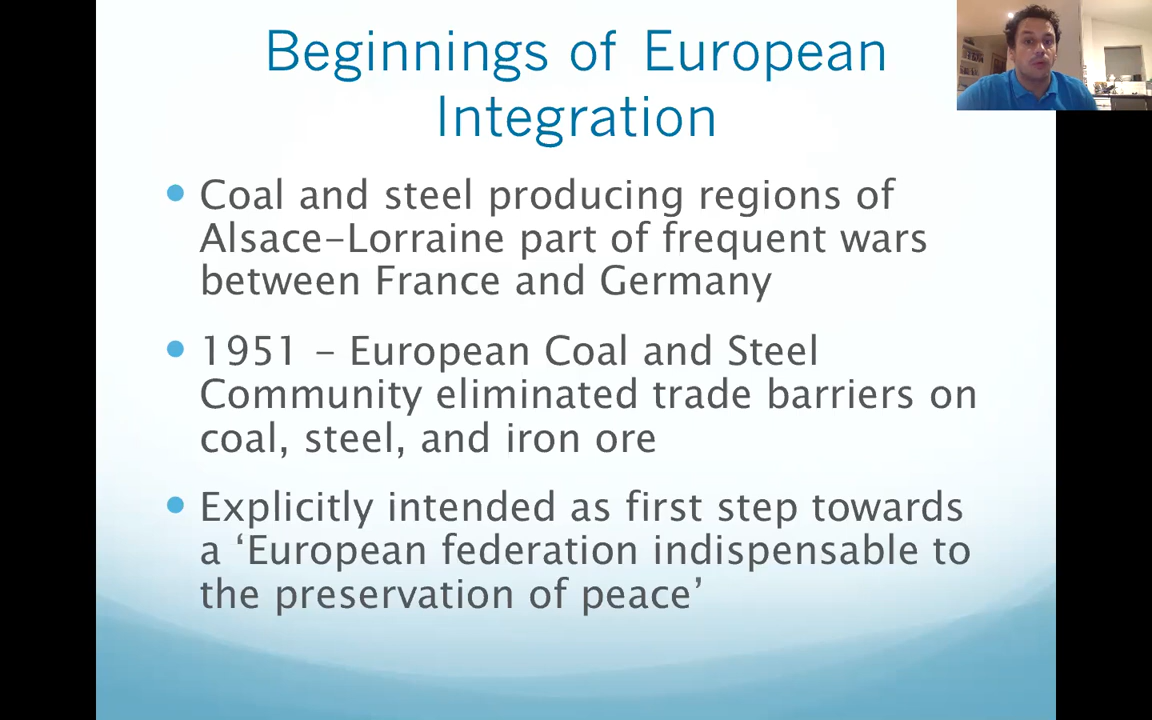 Beginnings of European
Integration
• Coal and steel producing regions of
Alsace-Lorraine part of frequent wars
between France and Germany
• 1951 – European Coal and Steel
Community eliminated trade barriers on
coal, steel, and iron ore
• Explicitly intended as first step towards
a ‘European federation indispensable to
the preservation of peace’